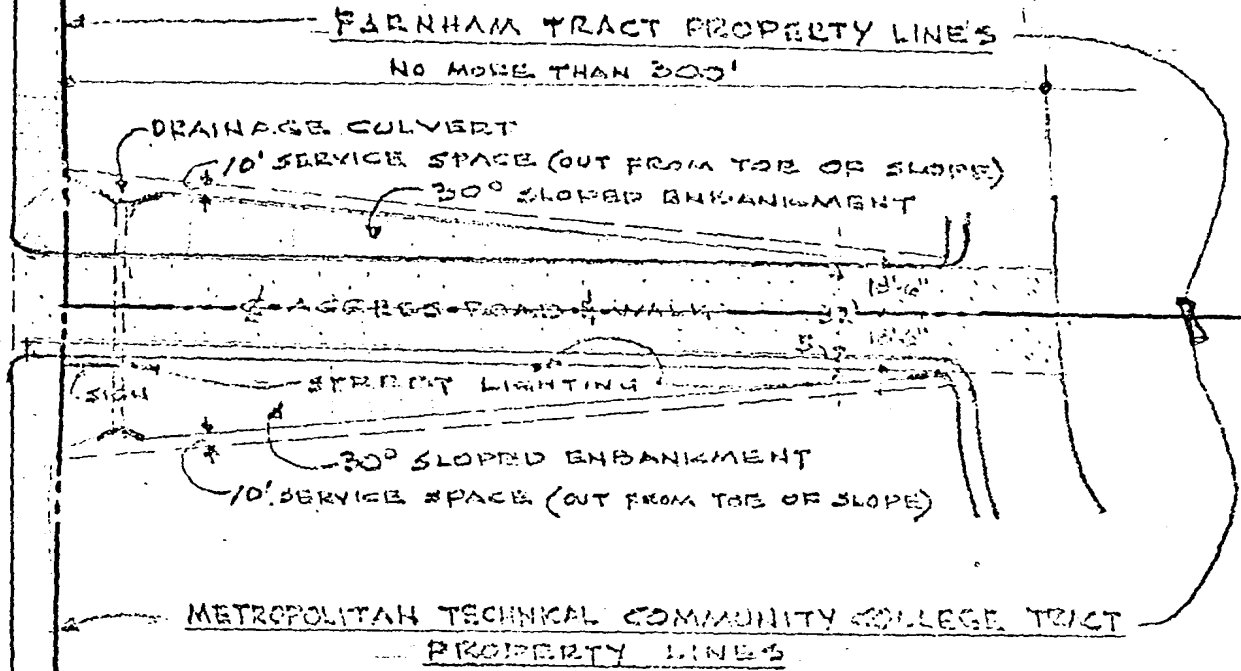 FARNHAM TRACT PROPERTY LINES
NO MORE THAN 300'
DRAINAGE CULVERT
10' SERVICE SPACE (OUT FROM TOE OF SLOPE)
30° SLOPED EMBANKMENT
℄ ACCESS ROAD & WALK
32'
5'
STREET LIGHTING
SIGN
30° SLOPED EMBANKMENT
10' SERVICE SPACE (OUT FROM TOE OF SLOPE)
METROPOLITAN TECHNICAL COMMUNITY COLLEGE TRACT
PROPERTY LINES